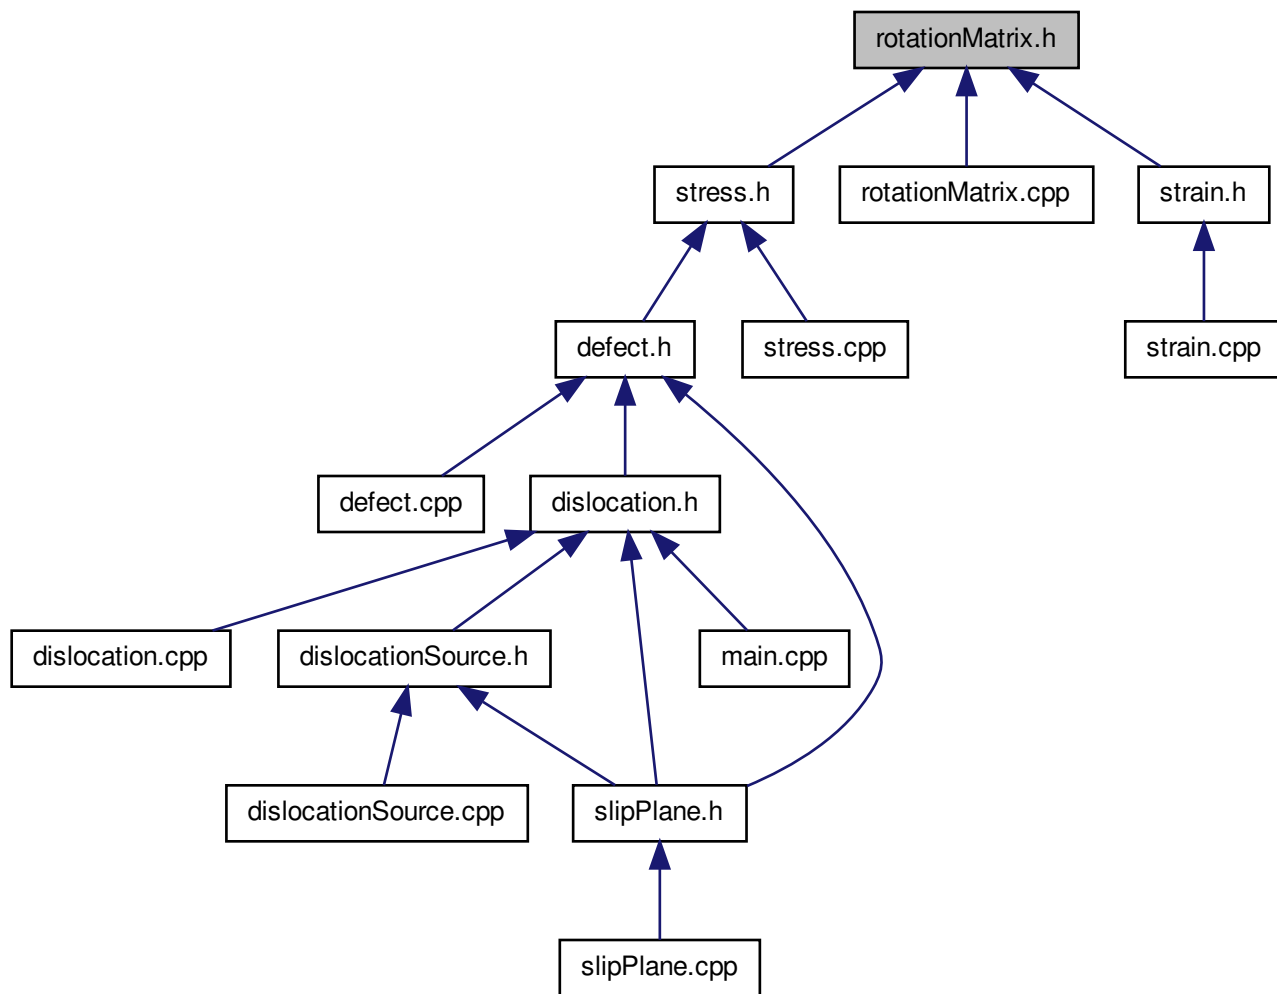 rotationMatrix.h
stress.h
rotationMatrix.cpp
strain.h
defect.h
stress.cpp
strain.cpp
defect.cpp
dislocation.h
dislocation.cpp
dislocationSource.h
main.cpp
dislocationSource.cpp
slipPlane.h
slipPlane.cpp